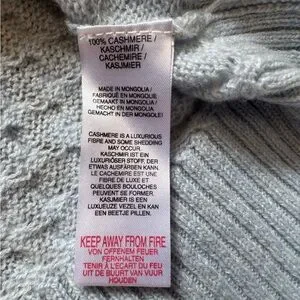 100% CASHMERE /
KASCHMIR /
CACHEMIRE /
KASJMIER
MADE IN MONGOLIA /
FABRIQUÉ EN MONGOLIE
GEMAAKT IN MONGOLIA /
HERGESTELLT IN /
GEMACHT IN DER MONGOLEI
CASHMERE IS A LUXURIOUS
FIBRE AND SOME SHEDDING
MAY OCCUR.
KASCHMIR IST EIN
LUXURIÖSER STOFF, DER
ETWAS AUSFÄRBEN KANN.
LE CACHEMIRE EST UNE
FIBRE DE LUXE ET
QUELQUES BOULOCHES
PEUVENT SE FORMER.
KASJMIER IS EEN
LUXUEUZE VEZEL EN KAN
EEN BEETJE PILLEN.
KEEP AWAY FROM FIRE
VON OFFENEM FEUER
FERNHALTEN
TENIR À L'ÉCART DU FEU
UIT DE BUURT VAN VUUR
HOUDEN